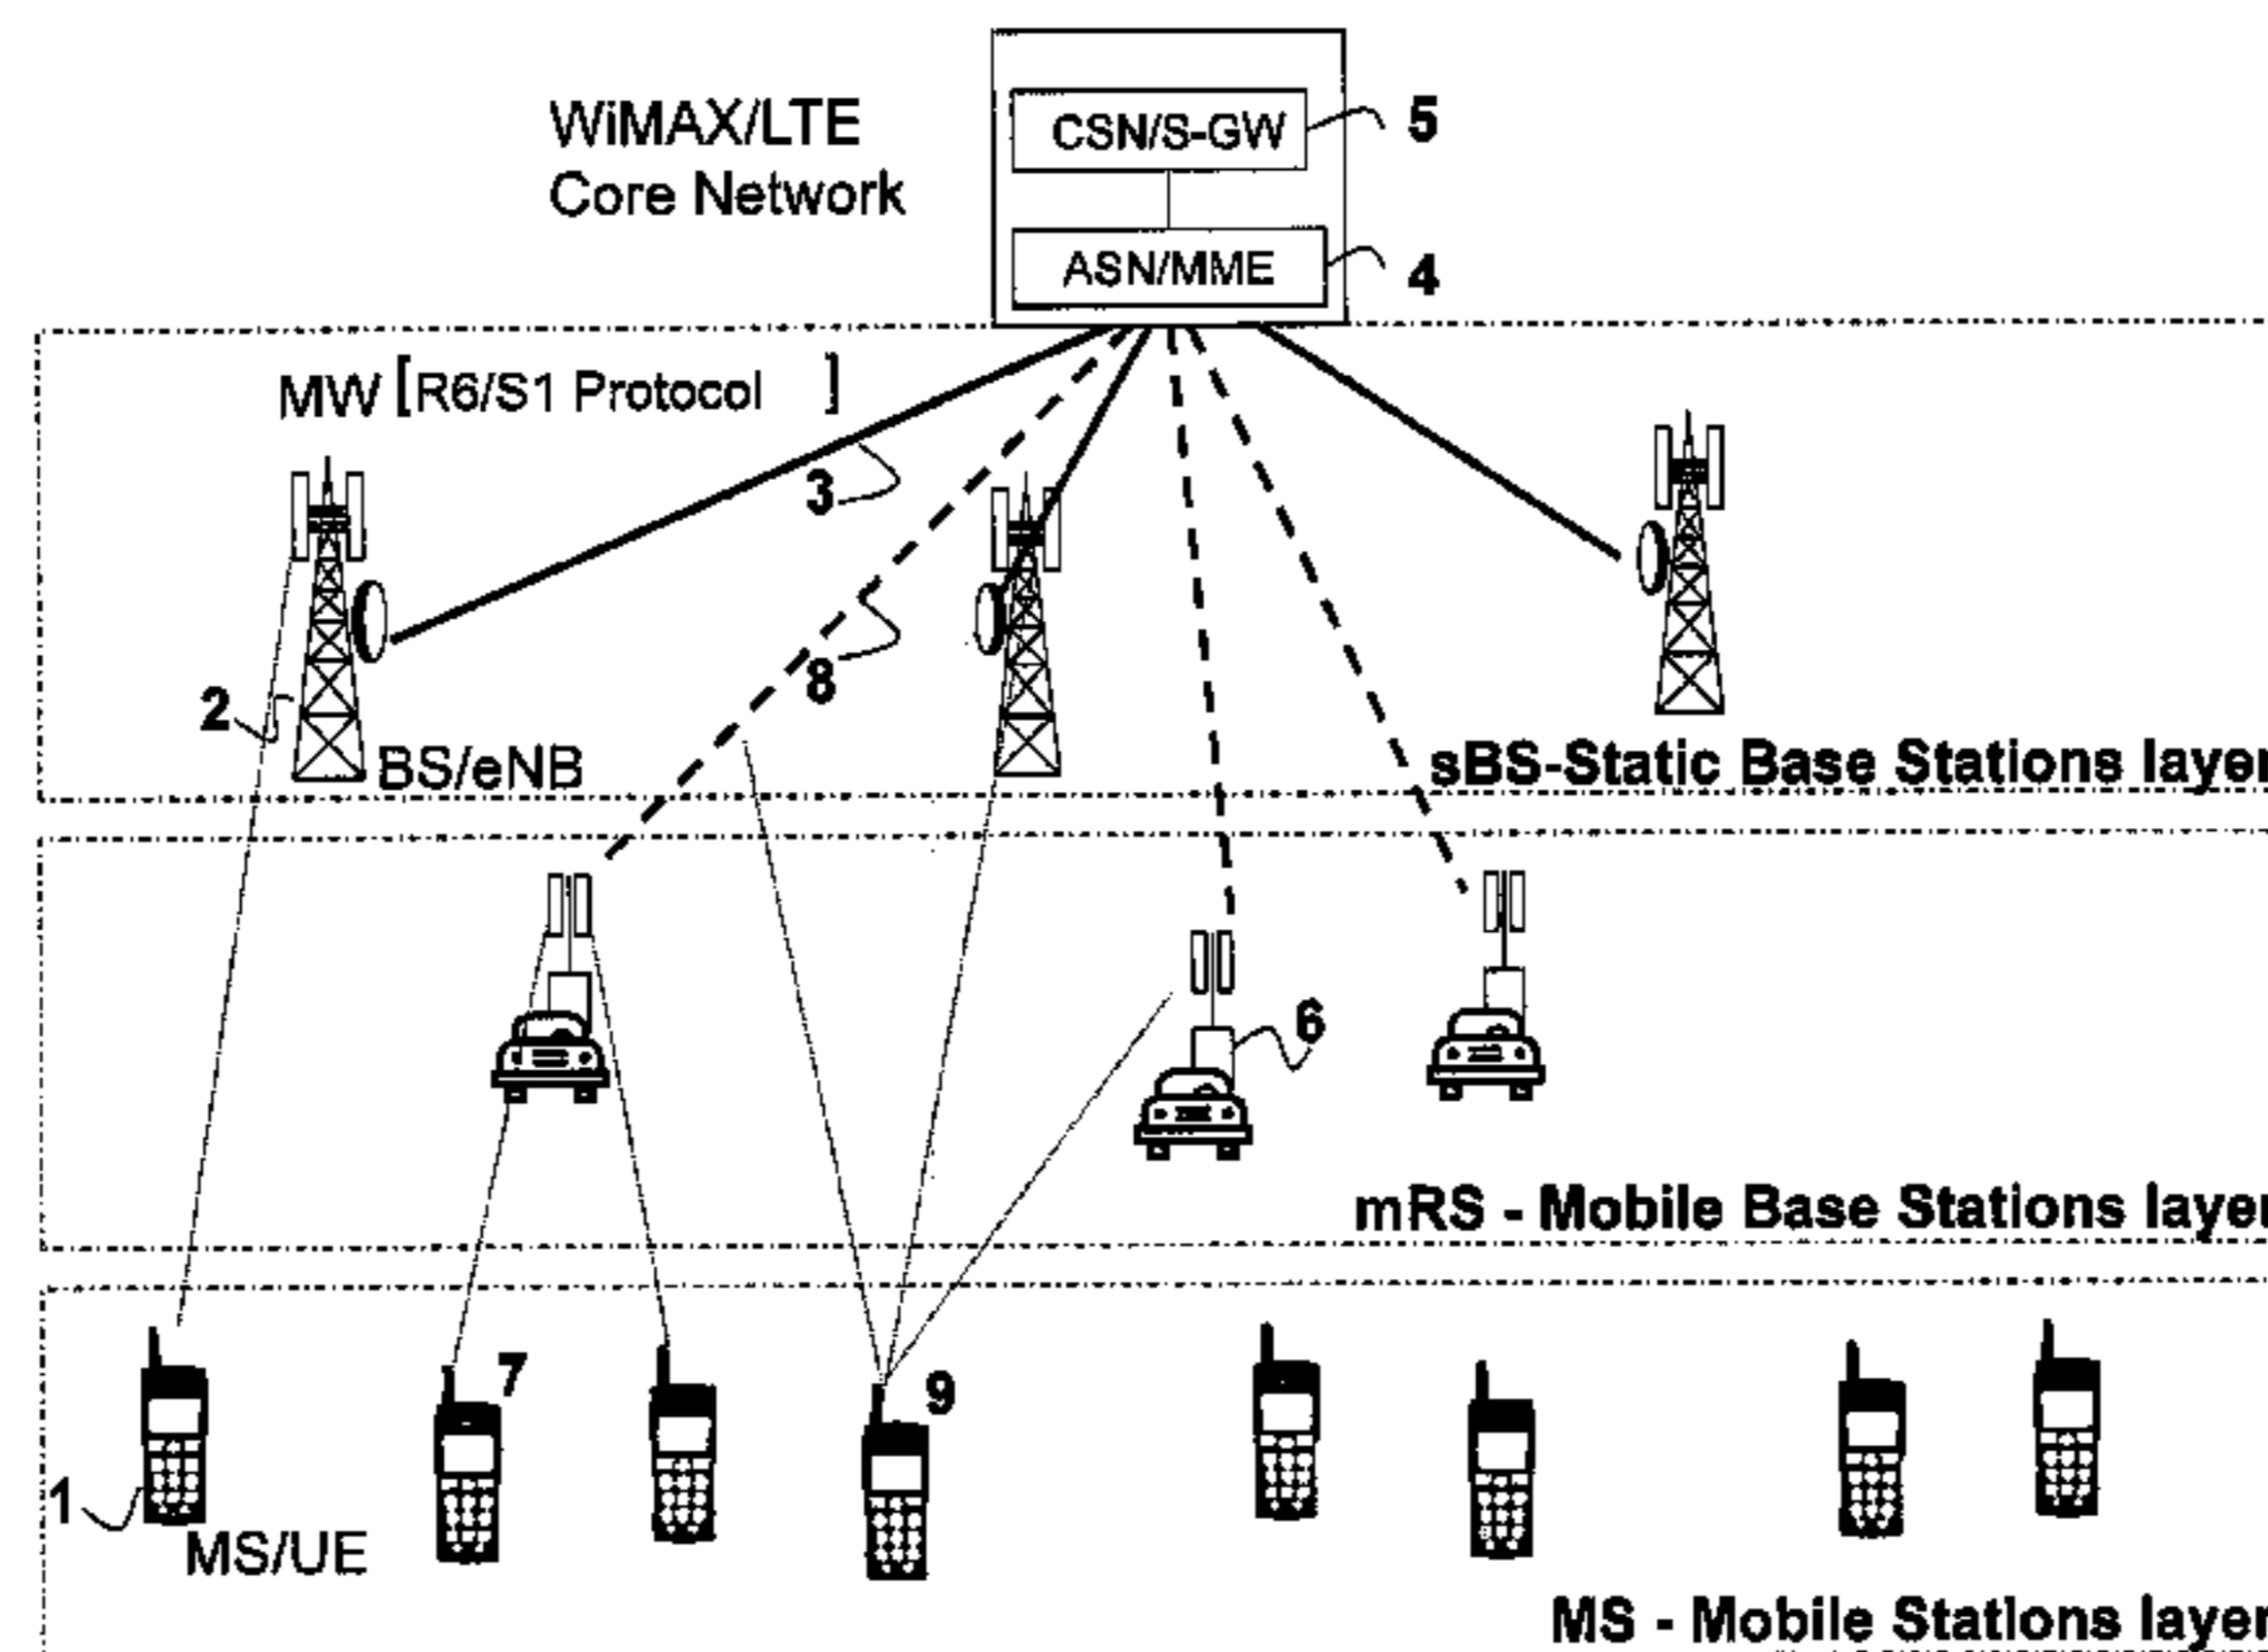 WiMAX/LTE
Core Network
CSN/S-GW
5
ASN/MME
4
MW [R6/S1 Protocol ]
3
8
2
BS/eNB
sBS-Static Base Stations layer
6
mRS - Mobile Base Stations layer
7
9
1
MS/UE
MS - Mobile Stations layer